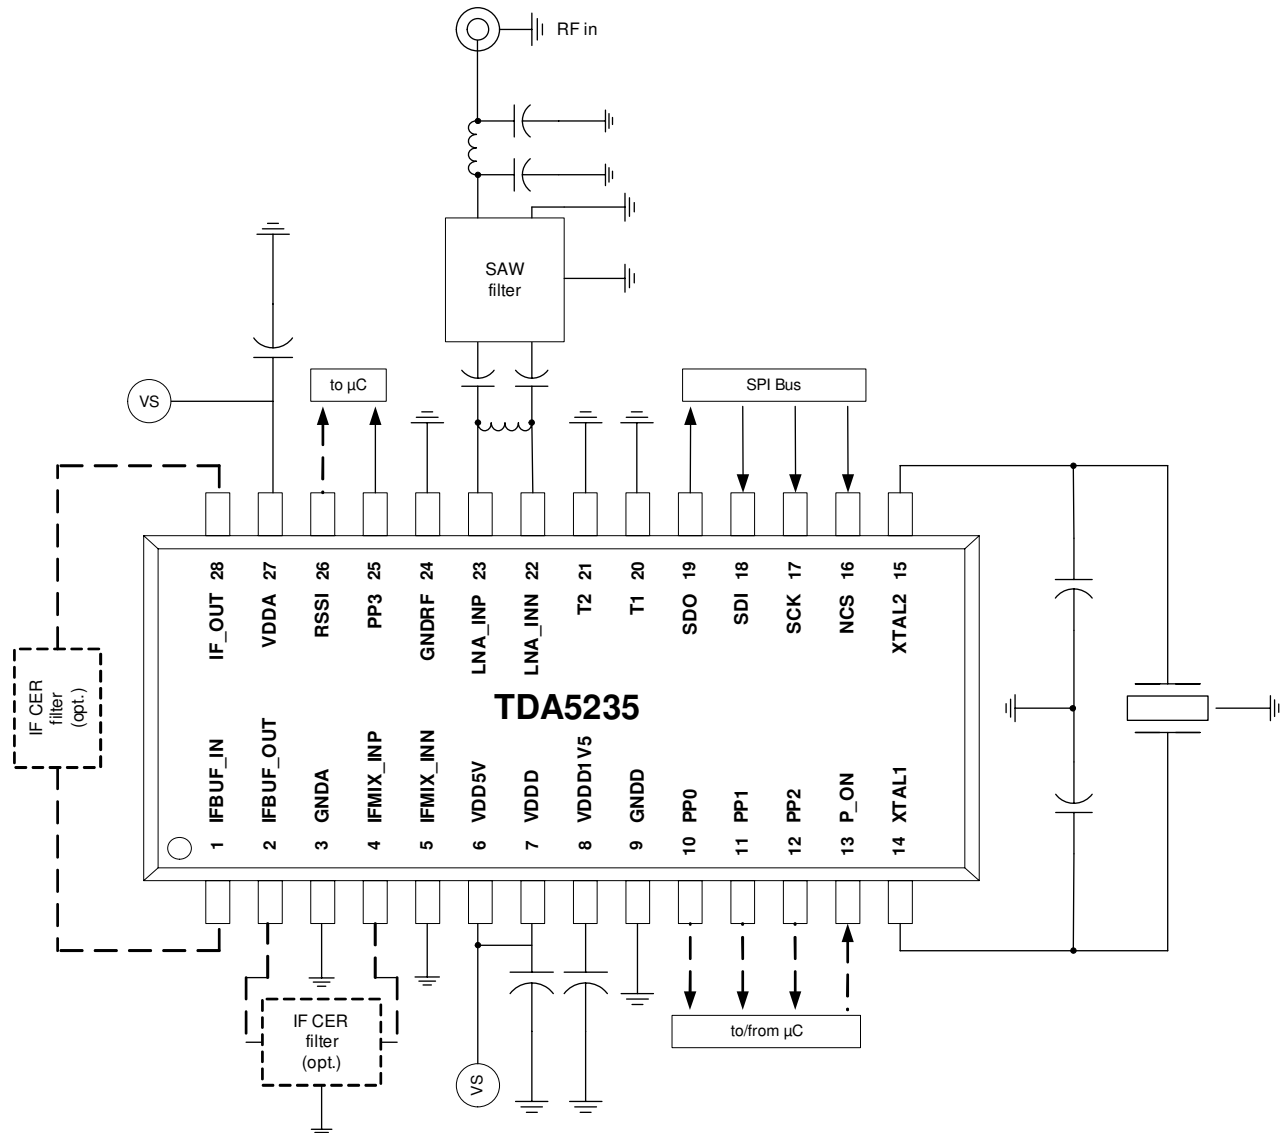 RF in
SAW
filter
VS
to µC
SPI Bus
28 IF_OUT
27 VDDA
26 RSSI
25 PP3
24 GNDRF
23 LNA_INP
22 LNA_INN
21 T2
20 T1
19 SDO
18 SDI
17 SCK
16 NCS
15 XTAL2
IF CER
filter
(opt.)
TDA5235
1 IFBUF_IN
2 IFBUF_OUT
3 GNDA
4 IFMIX_INP
5 IFMIX_INN
6 VDD5V
7 VDDD
8 VDDD1V5
9 GNDD
10 PP0
11 PP1
12 PP2
13 P_ON
14 XTAL1
IF CER
filter
(opt.)
VS
to/from µC